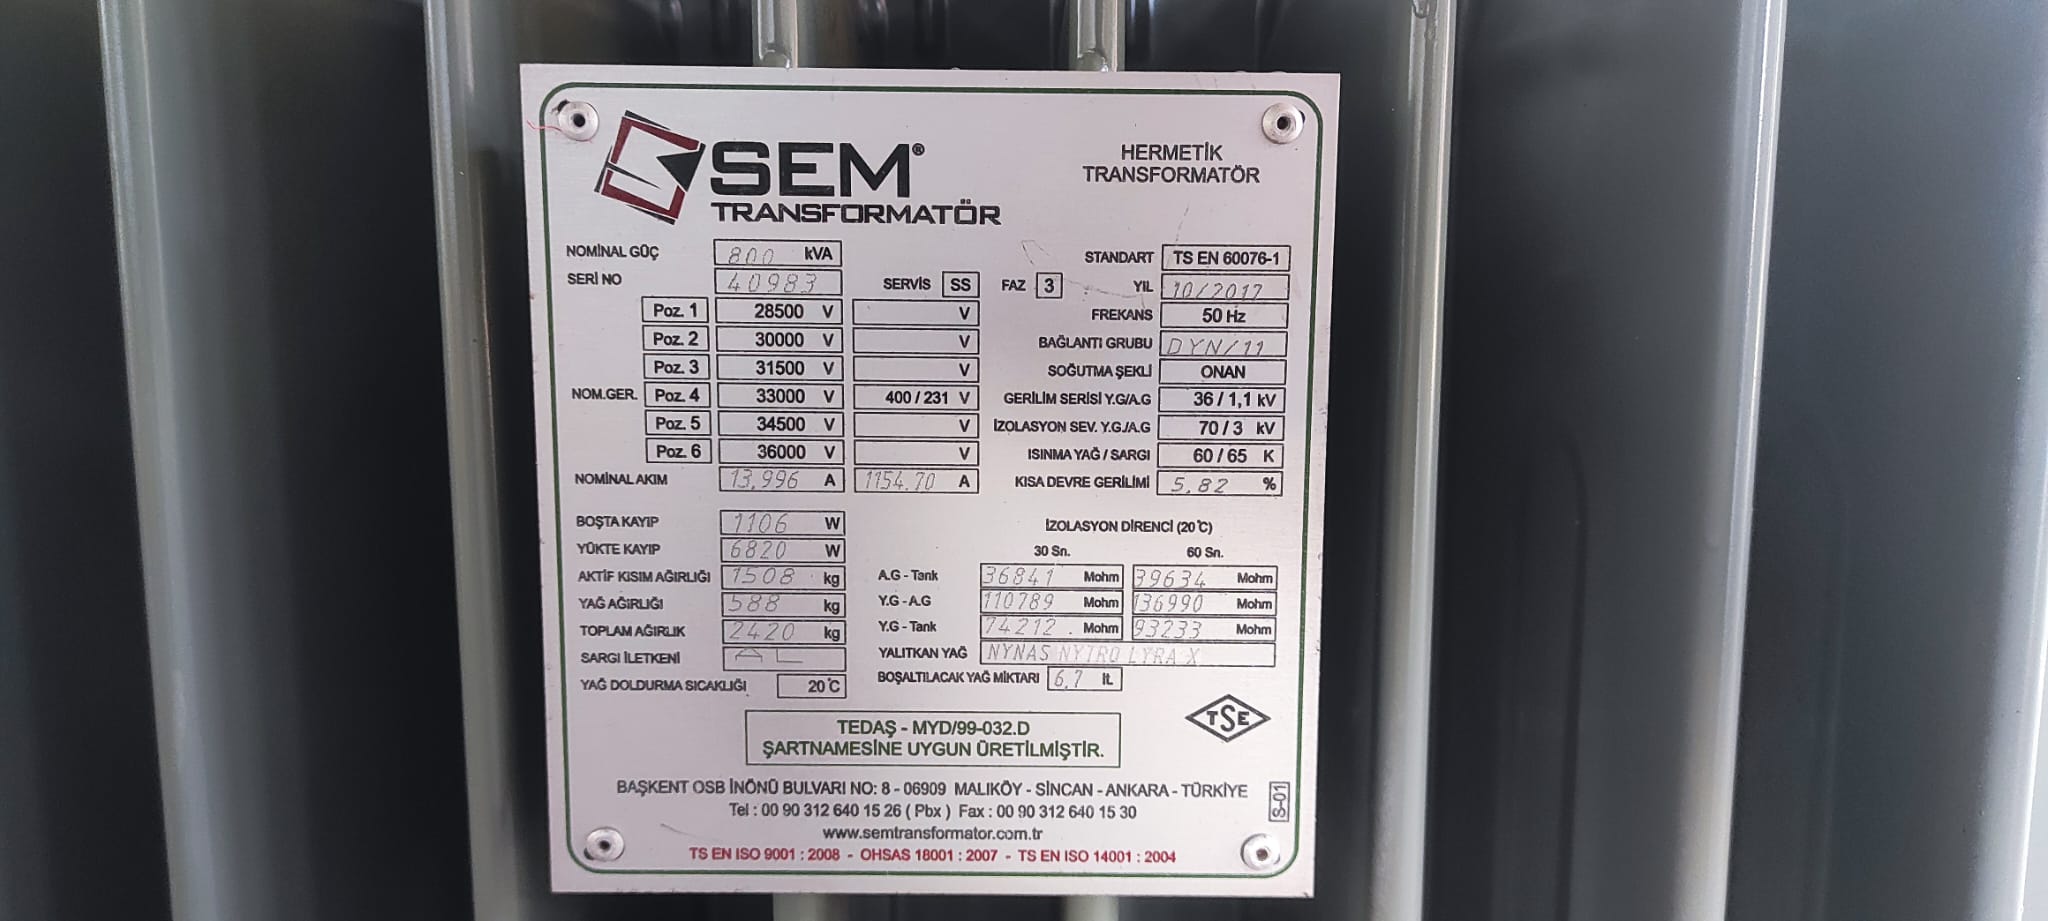 SEM®
TRANSFORMATÖR
HERMETİK
TRANSFORMATÖR
NOMİNAL GÜÇ 800 kVA
STANDART TS EN 60076-1
SERİ NO 40983 SERVİS SS FAZ 3 YIL 10/2017
Poz. 1 28500 V V FREKANS 50 Hz
Poz. 2 30000 V V BAĞLANTI GRUBU DYN/11
Poz. 3 31500 V V SOĞUTMA ŞEKLİ ONAN
NOM.GER. Poz. 4 33000 V 400 / 231 V GERİLİM SERİSİ Y.G/A.G 36 / 1,1 kV
Poz. 5 34500 V V İZOLASYON SEV. Y.G./A.G 70 / 3 kV
Poz. 6 36000 V V ISINMA YAĞ / SARGI 60 / 65 K
NOMİNAL AKIM 13,996 A 1154.70 A KISA DEVRE GERİLİMİ 5,82 %
BOŞTA KAYIP 1106 W İZOLASYON DİRENCİ (20°C)
YÜKTE KAYIP 6820 W 30 Sn. 60 Sn.
AKTİF KISIM AĞIRLIĞI 1508 kg A.G - Tank 36841 Mohm 39634 Mohm
YAĞ AĞIRLIĞI 588 kg Y.G - A.G 110789 Mohm 136990 Mohm
TOPLAM AĞIRLIK 2420 kg Y.G - Tank 74212 . Mohm 93233 Mohm
SARGI İLETKENİ AL YALITKAN YAĞ NYNAS NYTRO LYRA X
YAĞ DOLDURMA SICAKLIĞI 20°C BOŞALTILACAK YAĞ MİKTARI 6,7 lt.
TSE
TEDAŞ - MYD/99-032.D
ŞARTNAMESİNE UYGUN ÜRETİLMİŞTİR.
BAŞKENT OSB İNÖNÜ BULVARI NO: 8 - 06909 MALIKÖY - SİNCAN - ANKARA - TÜRKİYE
S-01
Tel : 00 90 312 640 15 26 ( Pbx ) Fax : 00 90 312 640 15 30
www.semtransformator.com.tr
TS EN ISO 9001 : 2008 - OHSAS 18001 : 2007 - TS EN ISO 14001 : 2004